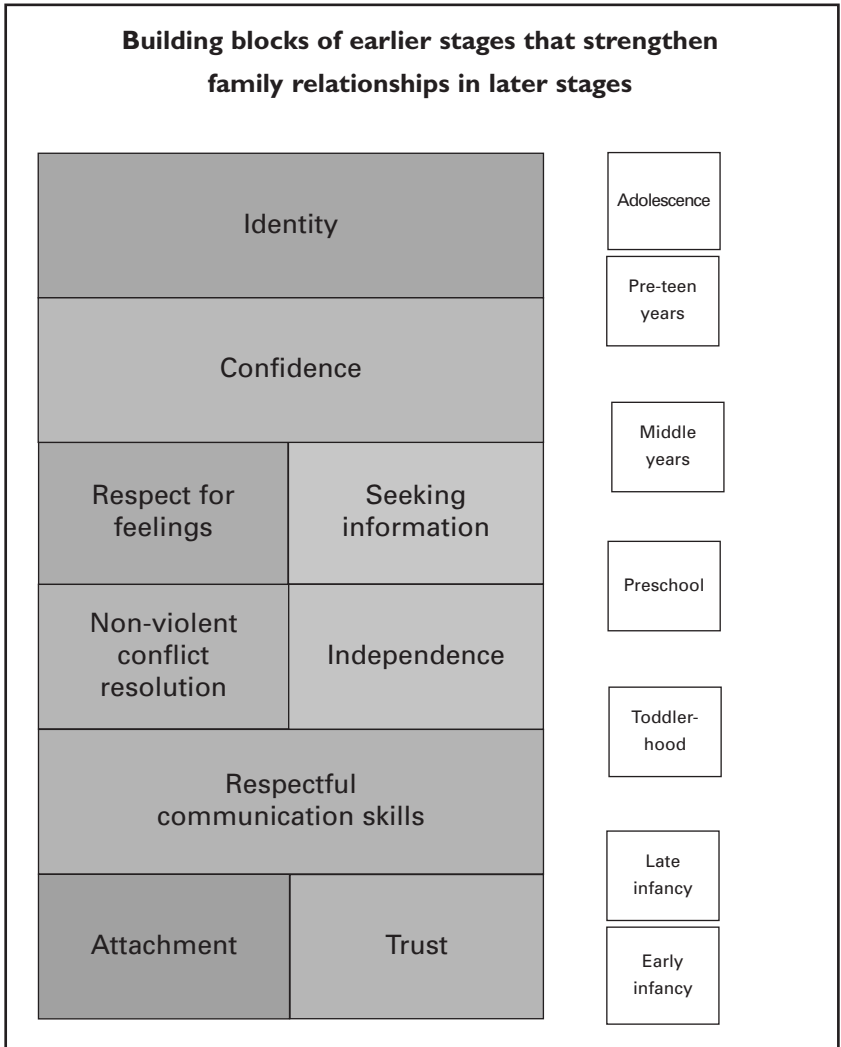 Building blocks of earlier stages that strengthen
family relationships in later stages
Identity
Adolescence
Pre-teen
years
Confidence
Middle
years
Respect for
feelings
Seeking
information
Preschool
Non-violent
conflict
resolution
Independence
Toddler-
hood
Respectful
communication skills
Late
infancy
Attachment
Trust
Early
infancy